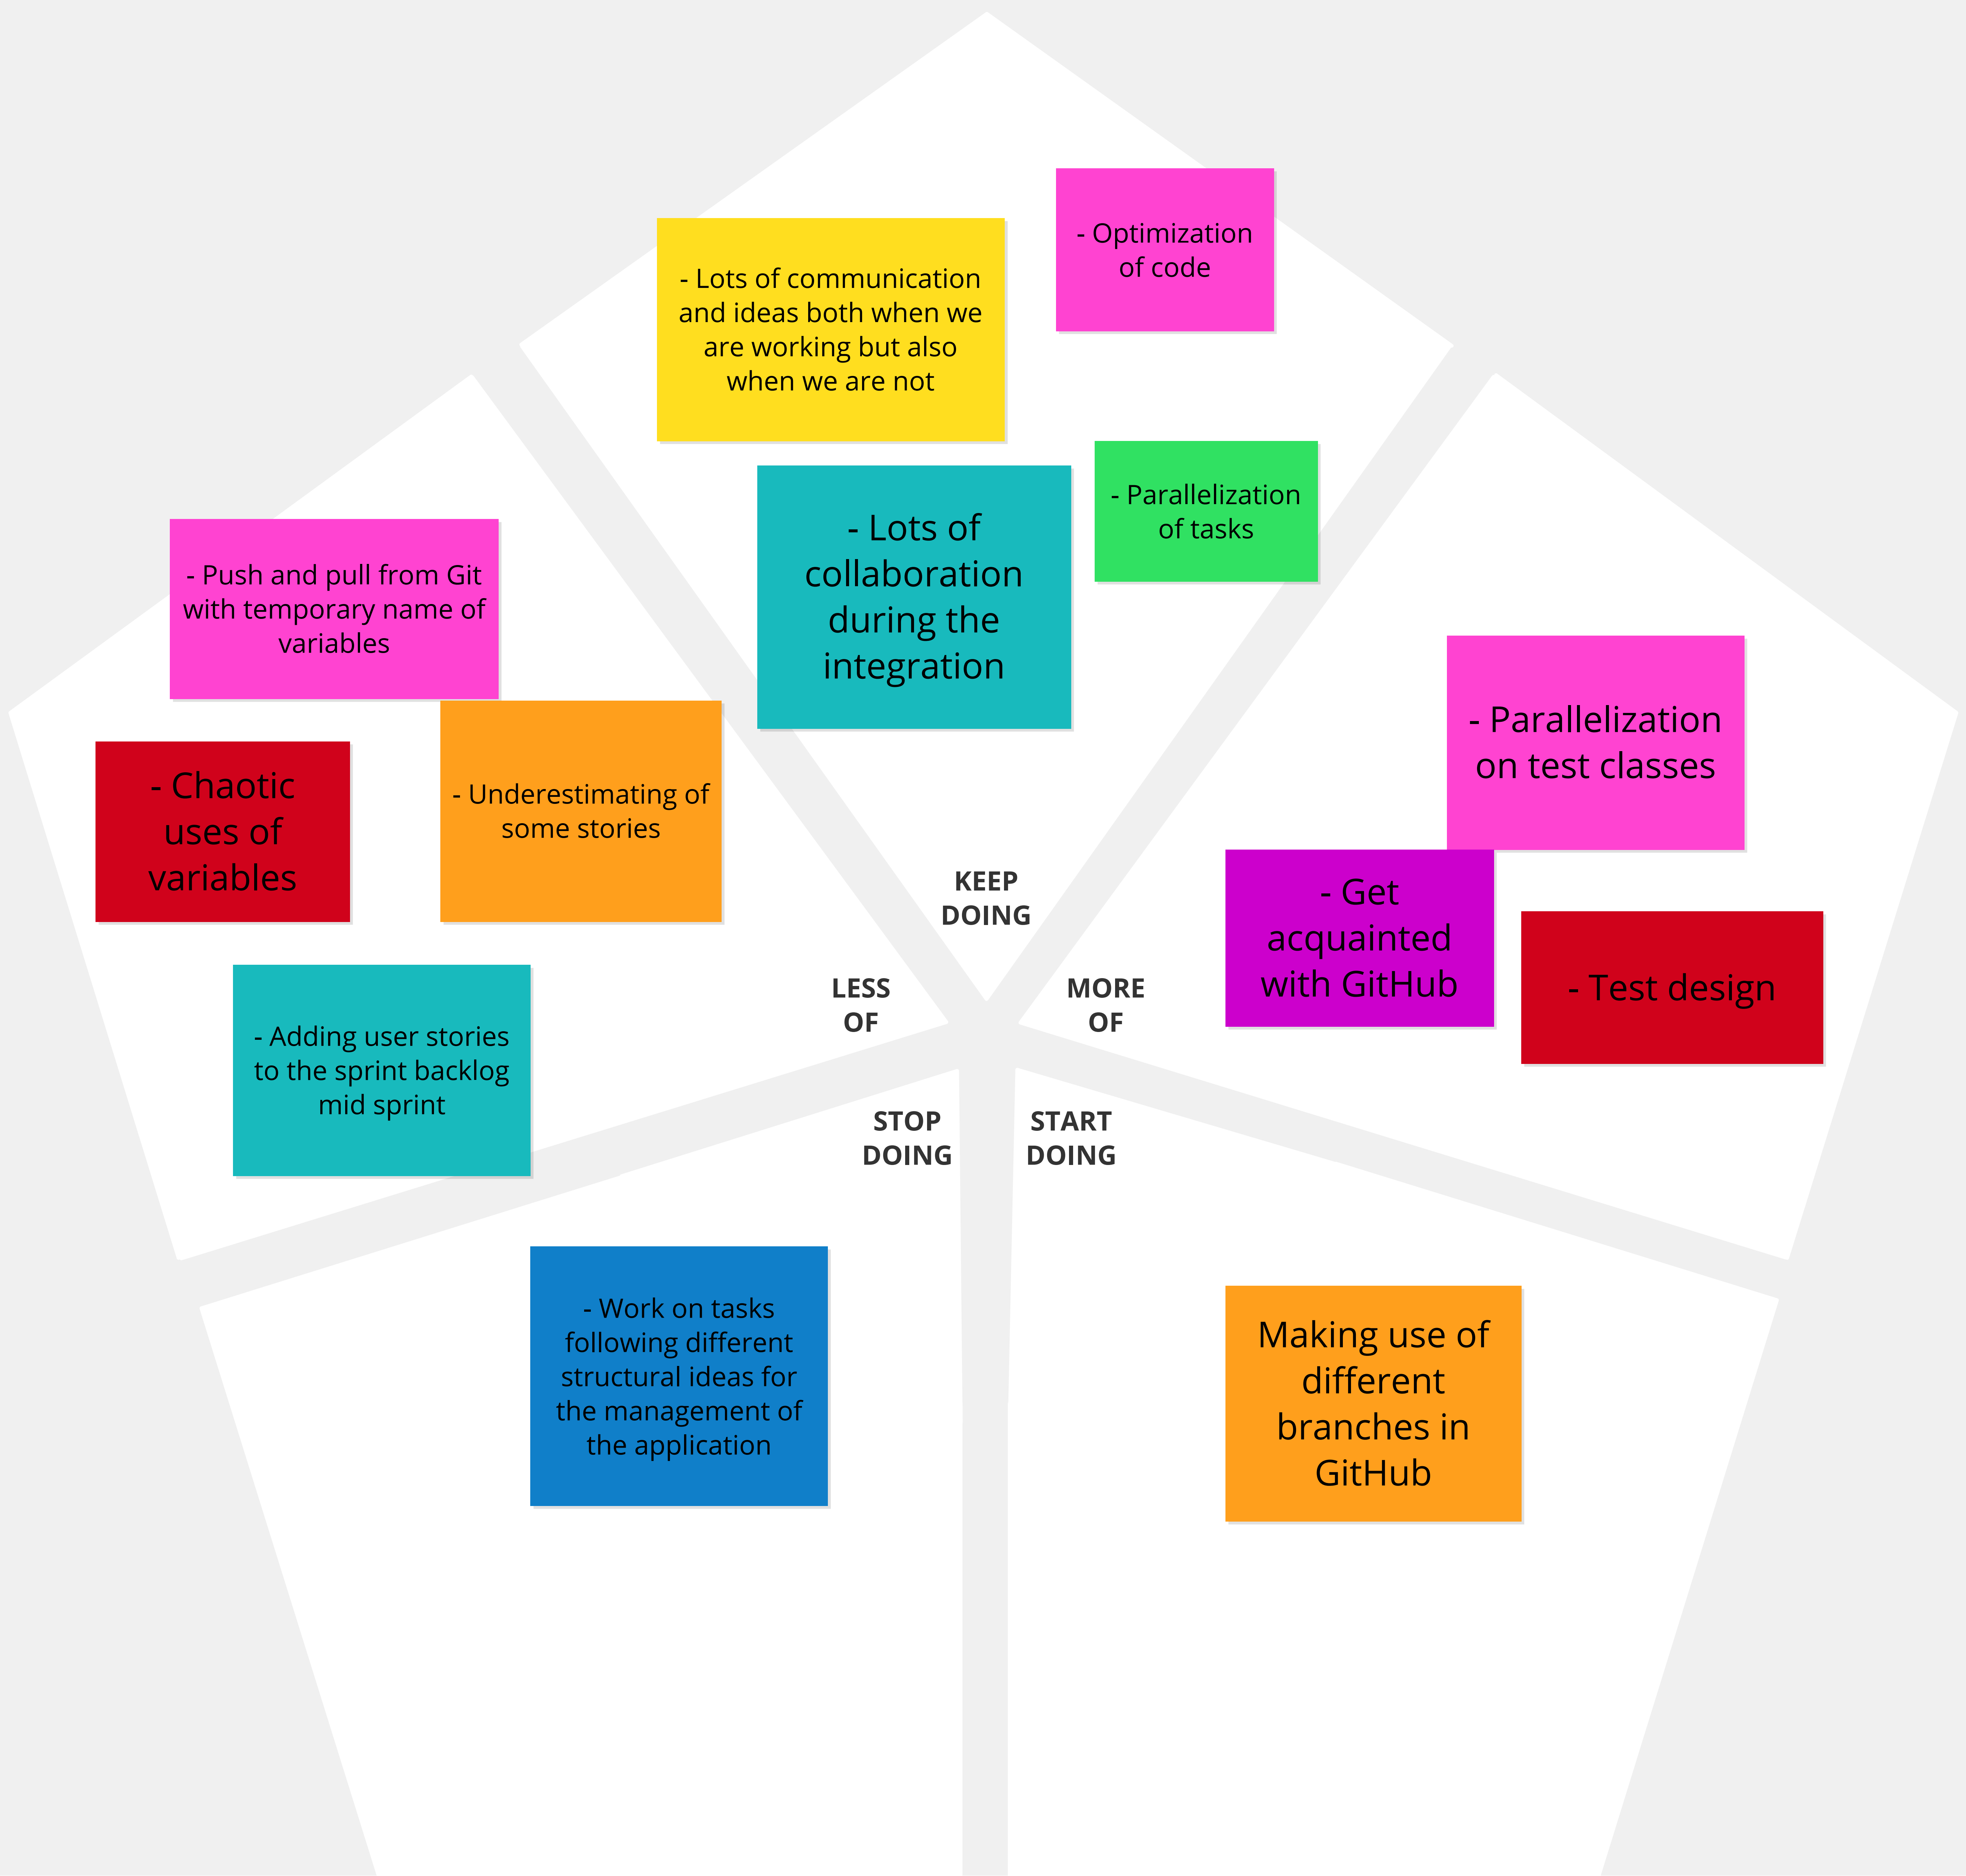 - Optimization
of code
- Lots of communication
and ideas both when we
are working but also
when we are not
- Parallelization
of tasks
- Lots of
collaboration
during the
integration
KEEP
DOING
- Push and pull from Git
with temporary name of
variables
- Chaotic
uses of
variables
- Underestimating of
some stories
- Adding user stories
to the sprint backlog
mid sprint
LESS
OF
MORE
OF
- Parallelization
on test classes
- Get
acquainted
with GitHub
- Test design
STOP
DOING
- Work on tasks
following different
structural ideas for
the management of
the application
START
DOING
Making use of
different
branches in
GitHub